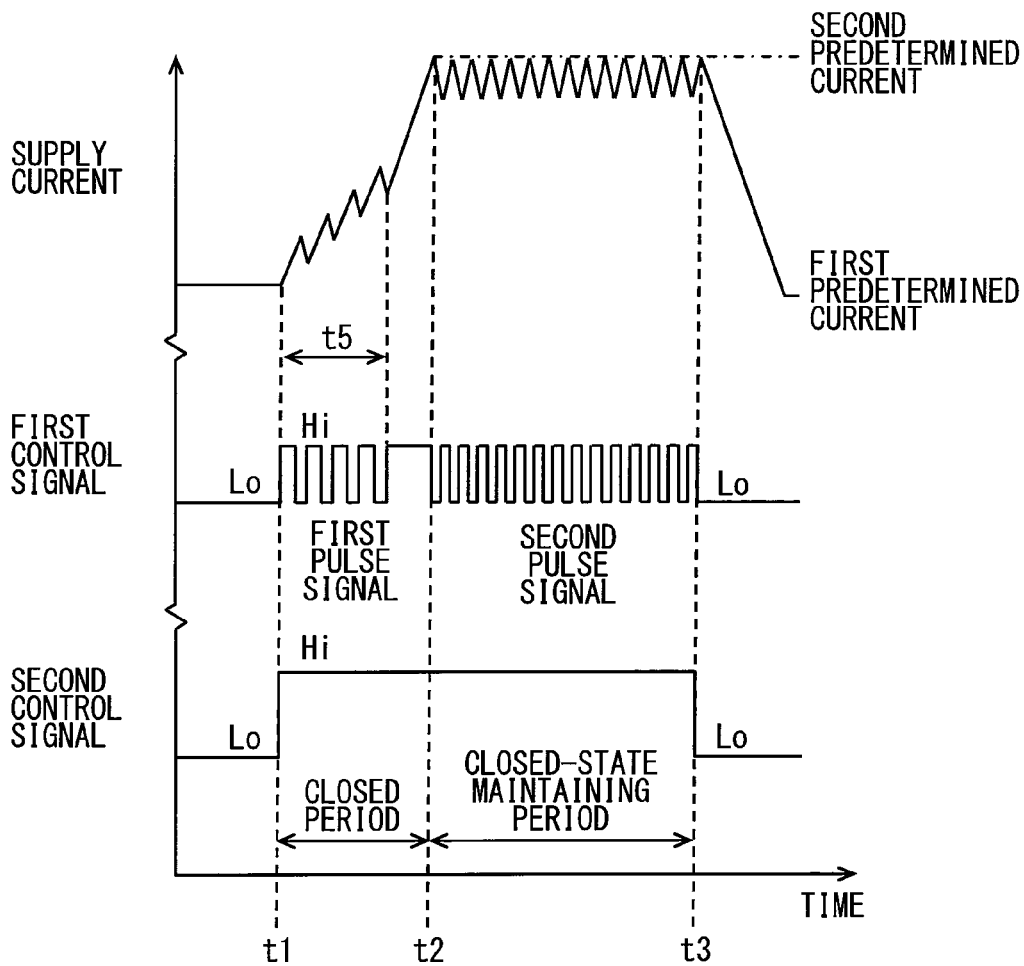 SECOND
PREDETERMINED
CURRENT
SUPPLY
CURRENT
FIRST
PREDETERMINED
CURRENT
t5
FIRST
CONTROL
SIGNAL
Hi
Lo
Lo
FIRST
PULSE
SIGNAL
SECOND
PULSE
SIGNAL
SECOND
CONTROL
SIGNAL
Hi
Lo
Lo
CLOSED
PERIOD
CLOSED-STATE
MAINTAINING
PERIOD
TIME
t1
t2
t3